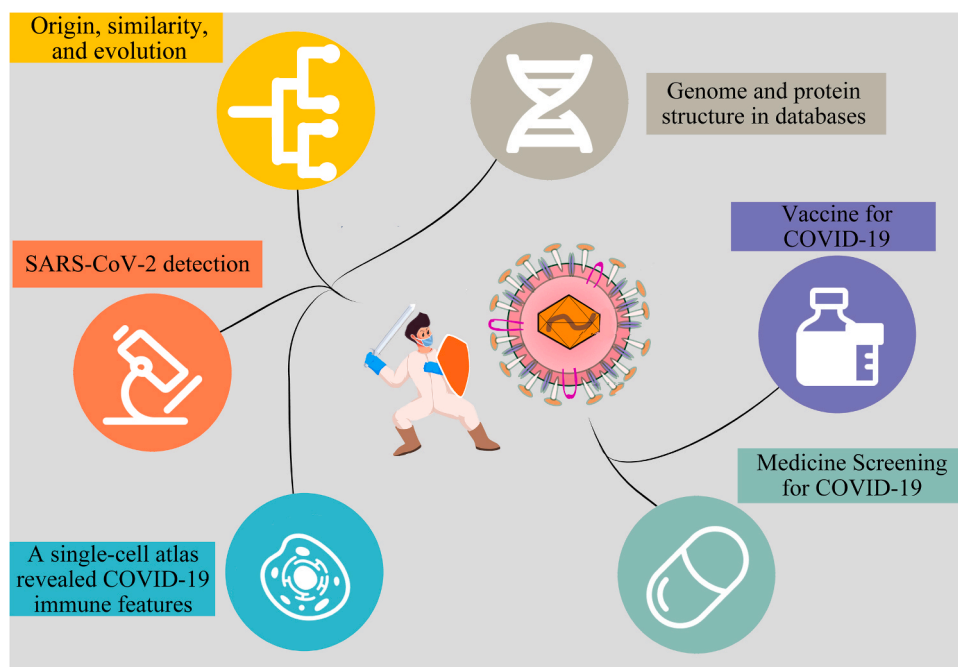 Origin, similarity,
and evolution
Genome and protein
structure in databases
SARS-CoV-2 detection
Vaccine for
COVID-19
Medicine Screening
for COVID-19
A single-cell atlas
revealed COVID-19
immune features